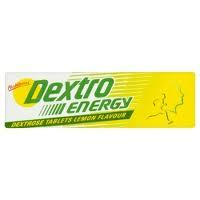 Dextro
ENERGY
DEXTROSE TABLETS LEMON FLAVOUR